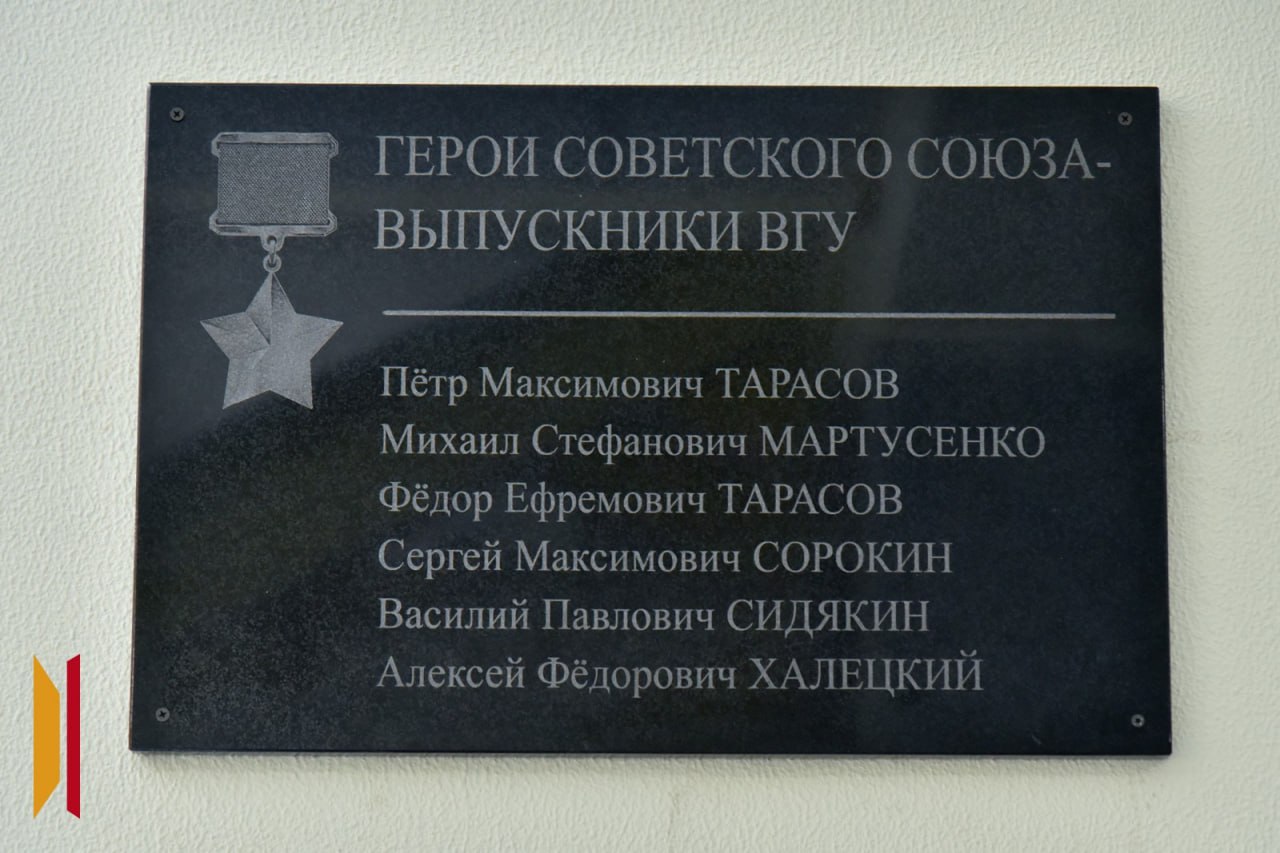 ГЕРОИ СОВЕТСКОГО СОЮЗА-
ВЫПУСКНИКИ ВГУ
Пётр Максимович ТАРАСОВ
Михаил Стефанович МАРТУСЕНКО
Фёдор Ефремович ТАРАСОВ
Сергей Максимович СОРОКИН
Василий Павлович СИДЯКИН
Алексей Фёдорович ХАЛЕЦКИЙ